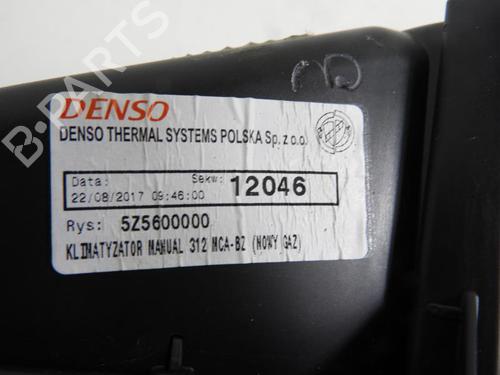 DENSO
DENSO THERMAL SYSTEMS POLSKA Sp. z o.o.
Data: Sekw: 12046
22/08/2017 09:46:00
Rys: 5Z5600000
KLIMATYZATOR MANUAL 312 MCA-BZ (NOWY GAZ)
B-PARTS